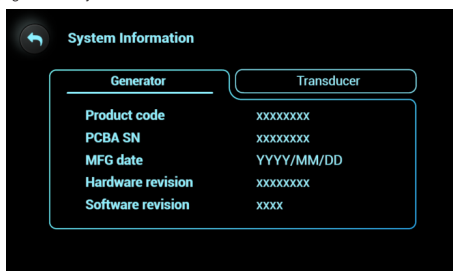 System Information
Generator Transducer
Product code xxxxxxxx
PCBA SN xxxxxxxx
MFG date YYYY/MM/DD
Hardware revision xxxxxxxx
Software revision xxxx